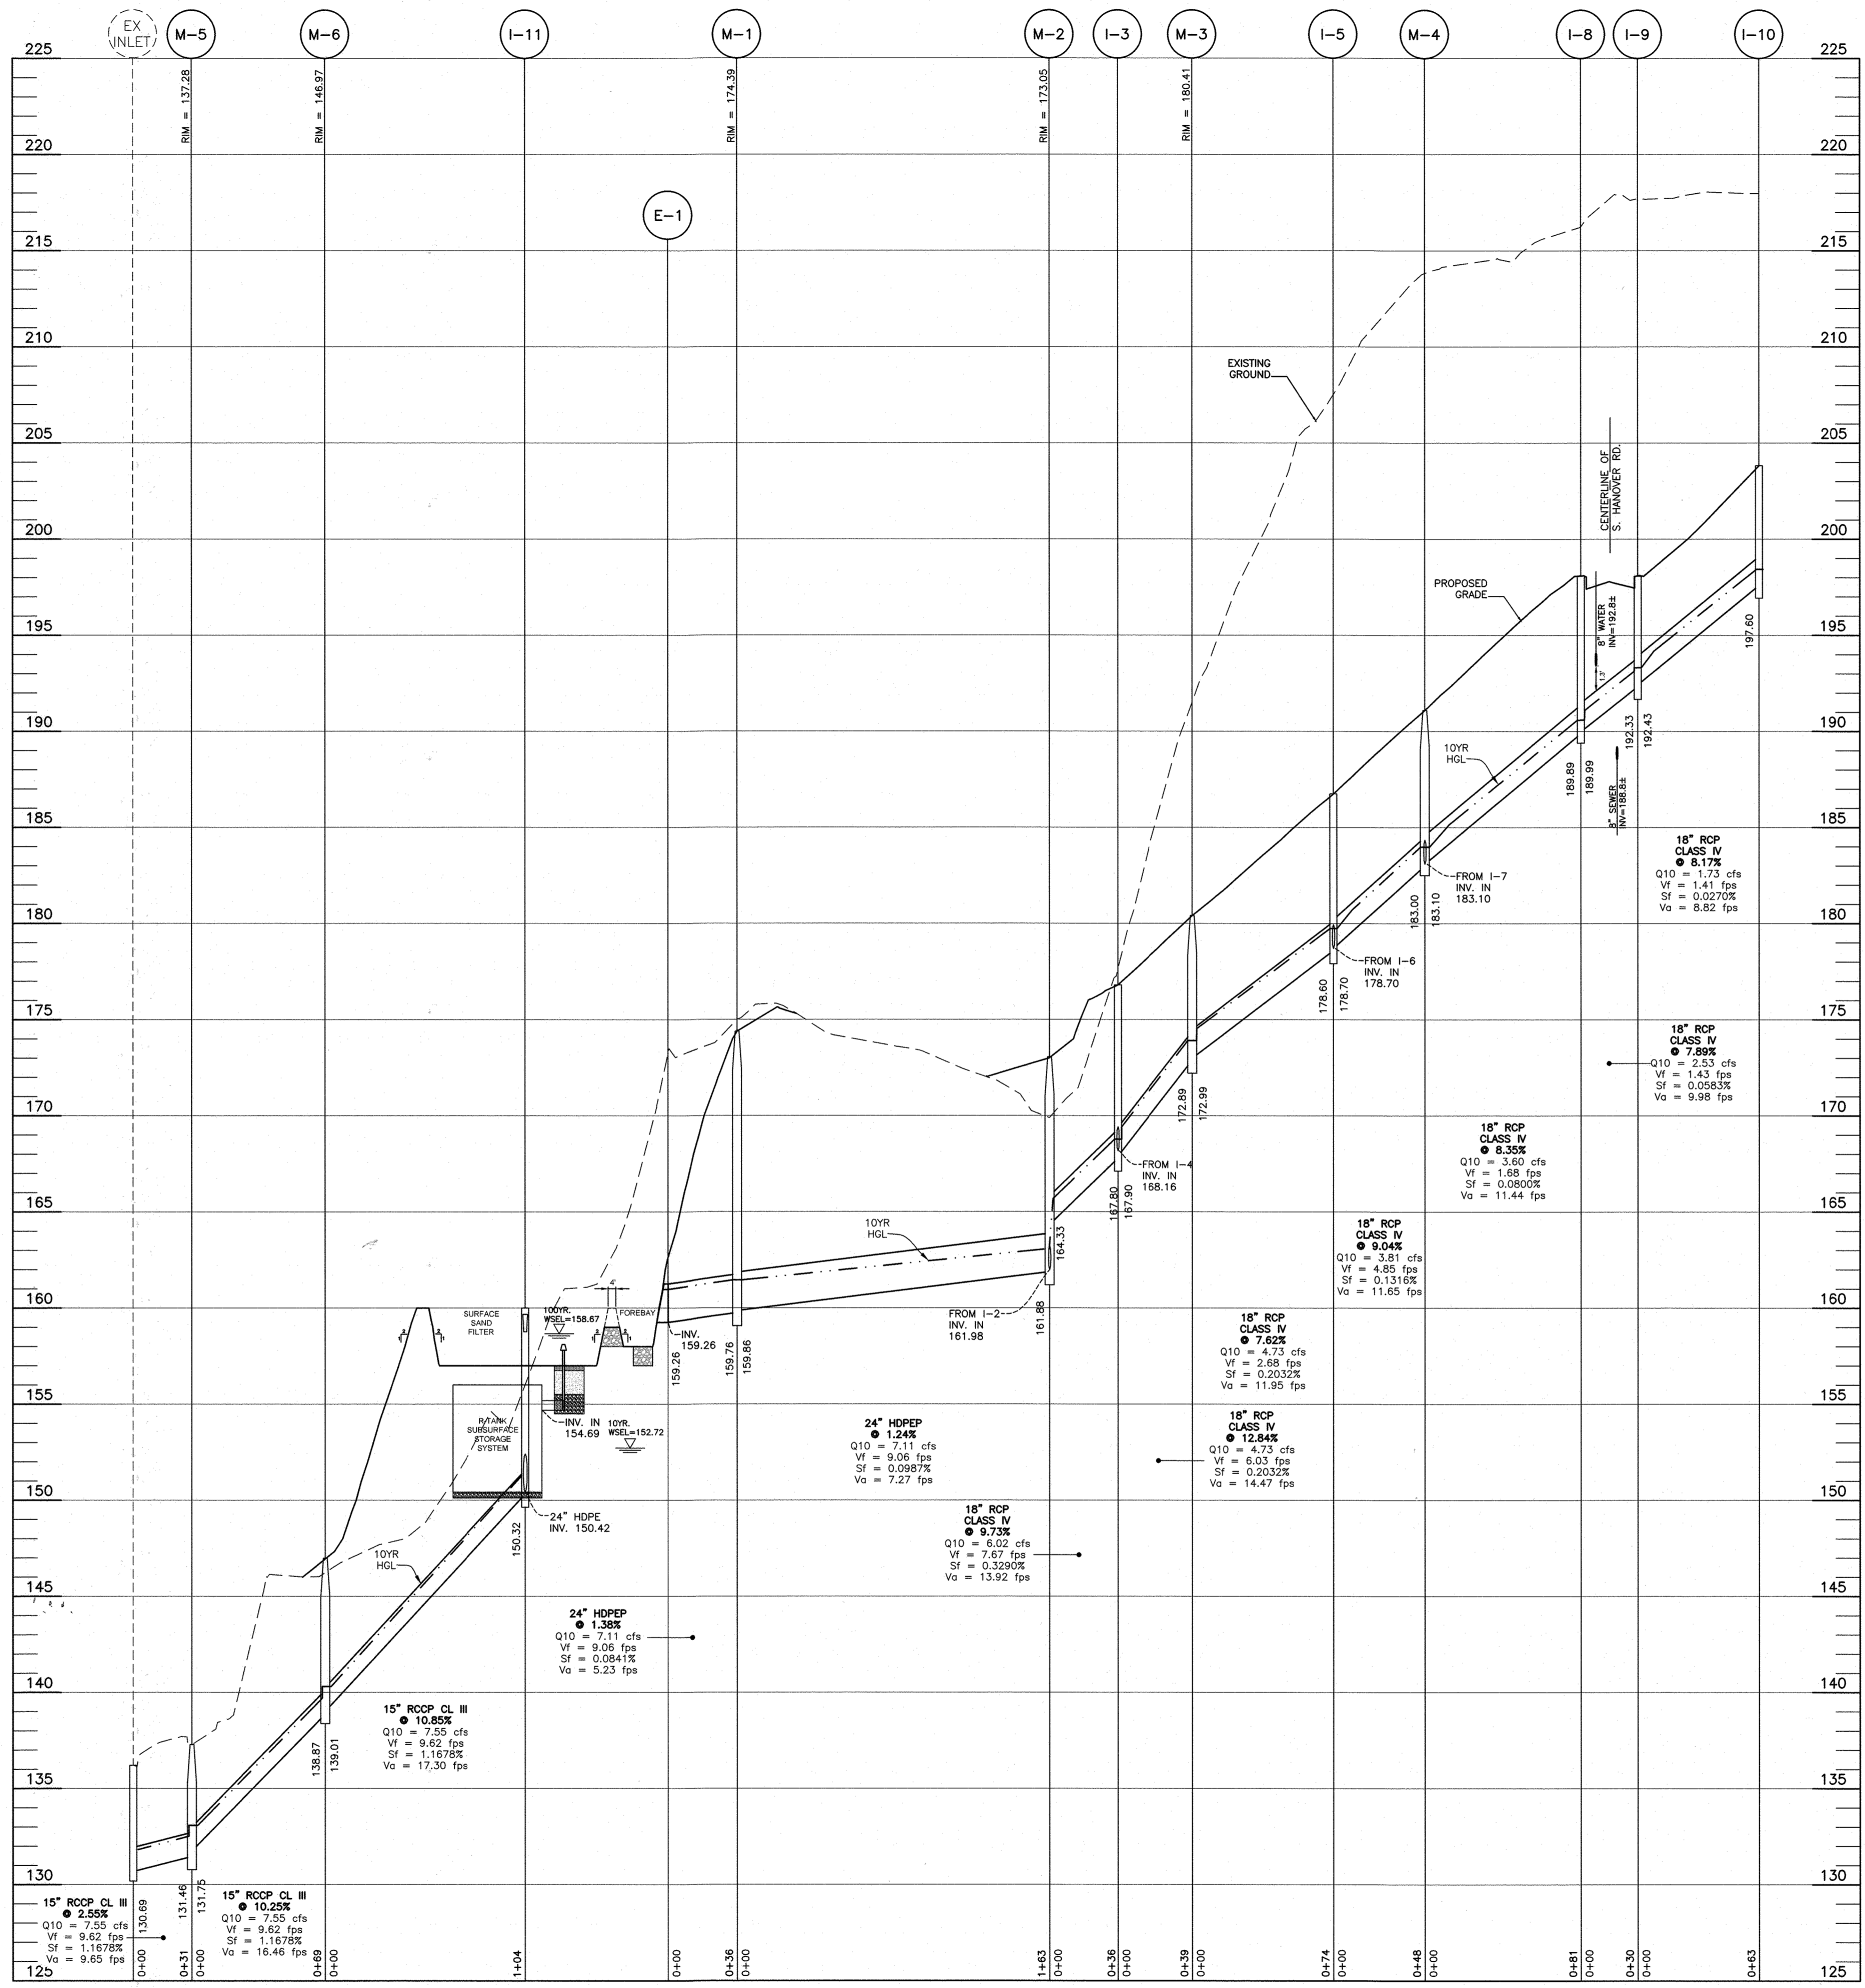 EX
INLET
M-5
M-6
I-11
M-1
M-2
I-3
M-3
I-5
M-4
I-8
I-9
I-10
225
225
RIM = 137.28
RIM = 146.97
RIM = 174.39
RIM = 173.05
RIM = 180.41
220
220
E-1
215
215
210
210
EXISTING
GROUND
205
205
CENTERLINE OF
S. HANOVER RD.
200
200
PROPOSED
GRADE
8" WATER
INV=192.8±
1.3'
195
195
197.60
190
190
192.33
192.43
10YR
HGL
189.89
189.99
8" SEWER
INV=188.8±
185
185
18" RCP
CLASS IV
@ 8.17%
Q10 = 1.73 cfs
Vf = 1.41 fps
Sf = 0.0270%
Va = 8.82 fps
FROM I-7
INV. IN
183.10
183.00
183.10
180
180
FROM I-6
INV. IN
178.70
178.60
178.70
175
175
18" RCP
CLASS IV
@ 7.89%
Q10 = 2.53 cfs
Vf = 1.43 fps
Sf = 0.0583%
Va = 9.98 fps
172.89
172.99
170
170
18" RCP
CLASS IV
@ 8.35%
Q10 = 3.60 cfs
Vf = 1.68 fps
Sf = 0.0800%
Va = 11.44 fps
FROM I-4
INV. IN
168.16
167.80
167.90
165
165
10YR
HGL
164.33
18" RCP
CLASS IV
@ 9.04%
Q10 = 3.81 cfs
Vf = 4.85 fps
Sf = 0.1316%
Va = 11.65 fps
160
160
4'
SURFACE
SAND
FILTER
100YR.
WSEL=158.67
FOREBAY
INV.
159.26
159.26
159.76
159.86
FROM I-2
INV. IN
161.98
161.88
18" RCP
CLASS IV
@ 7.62%
Q10 = 4.73 cfs
Vf = 2.68 fps
Sf = 0.2032%
Va = 11.95 fps
155
155
R-TANK
SUBSURFACE
STORAGE
SYSTEM
INV. IN
154.69
10YR.
WSEL=152.72
24" HDPEP
@ 1.24%
Q10 = 7.11 cfs
Vf = 9.06 fps
Sf = 0.0987%
Va = 7.27 fps
18" RCP
CLASS IV
@ 12.84%
Q10 = 4.73 cfs
Vf = 6.03 fps
Sf = 0.2032%
Va = 14.47 fps
150
150
150.32
24" HDPE
INV. 150.42
18" RCP
CLASS IV
@ 9.73%
Q10 = 6.02 cfs
Vf = 7.67 fps
Sf = 0.3290%
Va = 13.92 fps
10YR
HGL
145
145
24" HDPEP
@ 1.38%
Q10 = 7.11 cfs
Vf = 9.06 fps
Sf = 0.0841%
Va = 5.23 fps
140
140
138.87
139.01
15" RCCP CL III
@ 10.85%
Q10 = 7.55 cfs
Vf = 9.62 fps
Sf = 1.1678%
Va = 17.30 fps
135
135
130
130
130.69
131.46
131.75
15" RCCP CL III
@ 2.55%
Q10 = 7.55 cfs
Vf = 9.62 fps
Sf = 1.1678%
Va = 9.65 fps
15" RCCP CL III
@ 10.25%
Q10 = 7.55 cfs
Vf = 9.62 fps
Sf = 1.1678%
Va = 16.46 fps
125
125
0+00
0+31
0+00
0+69
0+00
1+04
0+00
0+36
0+00
1+63
0+00
0+36
0+00
0+39
0+00
0+74
0+00
0+48
0+00
0+81
0+00
0+30
0+00
0+63